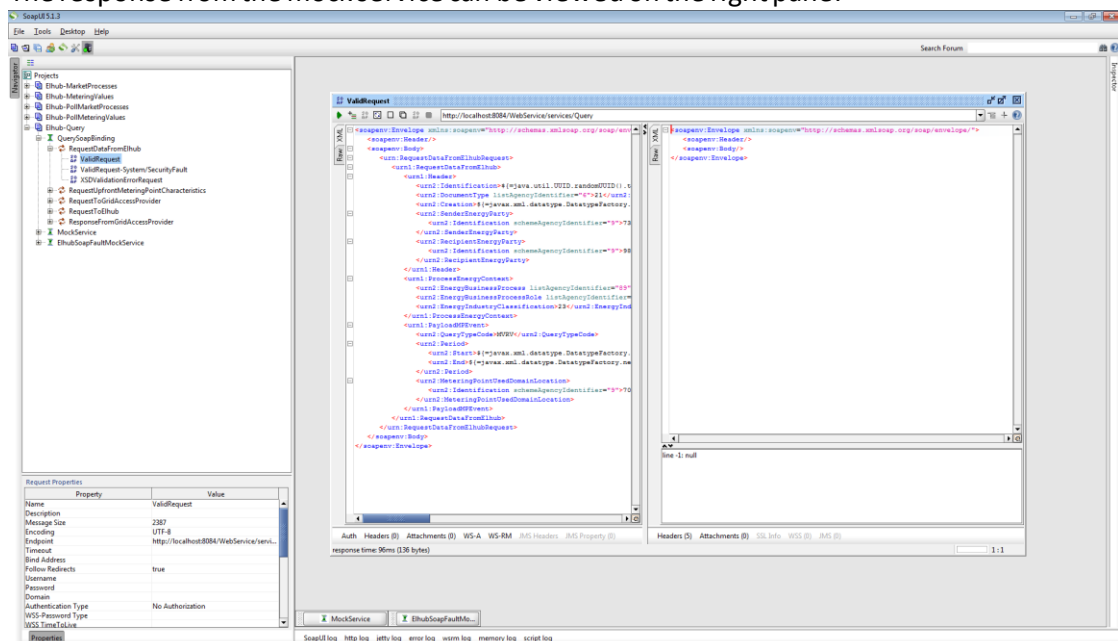 The response from the mock service can be viewed on the right panel
SoapUI 5.1.3
File Tools Desktop Help
Search Forum
Navigator
Inspector
Projects
Elhub-MarketProcesses
Elhub-MeteringValues
Elhub-PollMarketProcesses
Elhub-PollMeteringValues
Elhub-Query
QuerySoapBinding
RequestDataFromElhub
ValidRequest
ValidRequest-System/SecurityFault
XSDValidationErrorRequest
RequestUpfrontMeteringPointCharacteristics
RequestToGridAccessProvider
RequestToElhub
ResponseFromGridAccessProvider
MockService
ElhubSoapFaultMockService
ValidRequest
http://localhost:8084/WebService/services/Query
XML
Raw
<soapenv:Envelope xmlns:soapenv="http://schemas.xmlsoap.org/soap/env
<soapenv:Header/>
<soapenv:Body>
<urn:RequestDataFromElhubRequest>
<urn1:RequestDataFromElhub>
<urn1:Header>
<urn2:Identification>${=java.util.UUID.randomUUID().t
<urn2:DocumentType listAgencyIdentifier="6">21</urn2:
<urn2:Creation>${=javax.xml.datatype.DatatypeFactory.
<urn2:SenderEnergyParty>
<urn2:Identification schemeAgencyIdentifier="9">73
</urn2:SenderEnergyParty>
<urn2:RecipientEnergyParty>
<urn2:Identification schemeAgencyIdentifier="9">98
</urn2:RecipientEnergyParty>
</urn1:Header>
<urn1:ProcessEnergyContext>
<urn2:EnergyBusinessProcess listAgencyIdentifier="89"
<urn2:EnergyBusinessProcessRole listAgencyIdentifier=
<urn2:EnergyIndustryClassification>23</urn2:EnergyInd
</urn1:ProcessEnergyContext>
<urn1:PayloadMPEvent>
<urn2:QueryTypeCode>MVRV</urn2:QueryTypeCode>
<urn2:Period>
<urn2:Start>${=javax.xml.datatype.DatatypeFactory.
<urn2:End>${=javax.xml.datatype.DatatypeFactory.ne
</urn2:Period>
<urn2:MeteringPointUsedDomainLocation>
<urn2:Identification schemeAgencyIdentifier="9">70
</urn2:MeteringPointUsedDomainLocation>
</urn1:PayloadMPEvent>
</urn1:RequestDataFromElhub>
</urn:RequestDataFromElhubRequest>
</soapenv:Body>
</soapenv:Envelope>
Auth Headers (0) Attachments (0) WS-A WS-RM JMS Headers JMS Property (0)
response time: 96ms (136 bytes)
XML
Raw
<soapenv:Envelope xmlns:soapenv="http://schemas.xmlsoap.org/soap/envelope/">
<soapenv:Header/>
<soapenv:Body/>
</soapenv:Envelope>
line -1: null
Headers (5) Attachments (0) SSL Info WSS (0) JMS (0)
1 : 1
Request Properties
Property Value
Name ValidRequest
Description
Message Size 2387
Encoding UTF-8
Endpoint http://localhost:8084/WebService/servi...
Timeout
Bind Address
Follow Redirects true
Username
Password
Domain
Authentication Type No Authorization
WSS-Password Type
WSS TimeToLive
Properties
MockService
ElhubSoapFaultMo...
SoapUI log http log jetty log error log wsrm log memory log script log